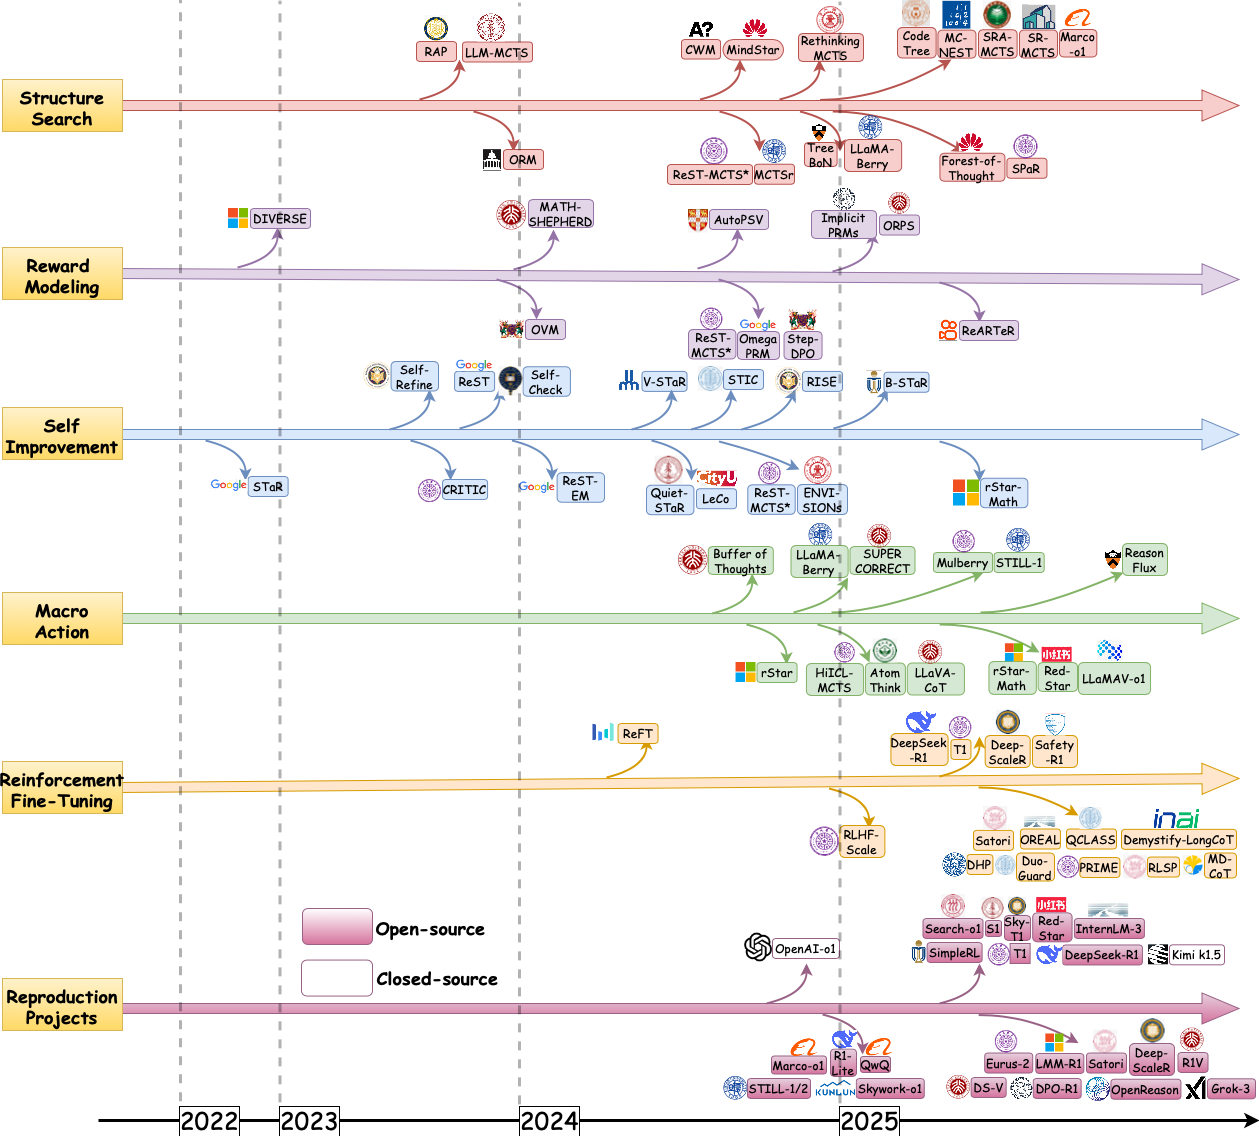 A?
RAP
LLM-MCTS
CWM
MindStar
Rethinking
MCTS
Code
Tree
MC-
NEST
SRA-
MCTS
SR-
MCTS
Marco
-o1
Structure
Search
ORM
ReST-MCTS*
MCTSr
Tree
BoN
LLaMA-
Berry
Forest-of-
Thought
SPaR
DIVERSE
MATH-
SHEPHERD
AutoPSV
Implicit
PRMs
ORPS
Reward
Modeling
OVM
ReST-
MCTS*
Google
Omega
PRM
Step-
DPO
ReARTeR
Self-
Refine
Google
ReST
Self-
Check
V-STaR
STIC
RISE
B-STaR
Self
Improvement
Google
STaR
CRITIC
Google
ReST-
EM
Quiet-
STaR
CityU
LeCo
ReST-
MCTS*
ENVI-
SIONs
rStar-
Math
Buffer of
Thoughts
LLaMA-
Berry
SUPER
CORRECT
Mulberry
STILL-1
Reason
Flux
Macro
Action
rStar
HiICL-
MCTS
Atom
Think
LLaVA-
CoT
rStar-
Math
小红书
Red-
Star
LLaMAV-o1
ReFT
DeepSeek
-R1
T1
Deep-
ScaleR
Safety
-R1
Reinforcement
Fine-Tuning
RLHF-
Scale
Satori
OREAL
QCLASS
inai
Demystify-LongCoT
DHP
Duo-
Guard
PRIME
RLSP
MD-
CoT
Open-source
Closed-source
OpenAI-o1
Search-o1
S1
Sky-
T1
小红书
Red-
Star
InternLM-3
SimpleRL
T1
DeepSeek-R1
Kimi k1.5
Reproduction
Projects
Marco-o1
R1-
Lite
QwQ
STILL-1/2
KUNLUN
Skywork-o1
Eurus-2
LMM-R1
Satori
Deep-
ScaleR
R1V
DS-V
DPO-R1
OpenReason
Grok-3
2022
2023
2024
2025